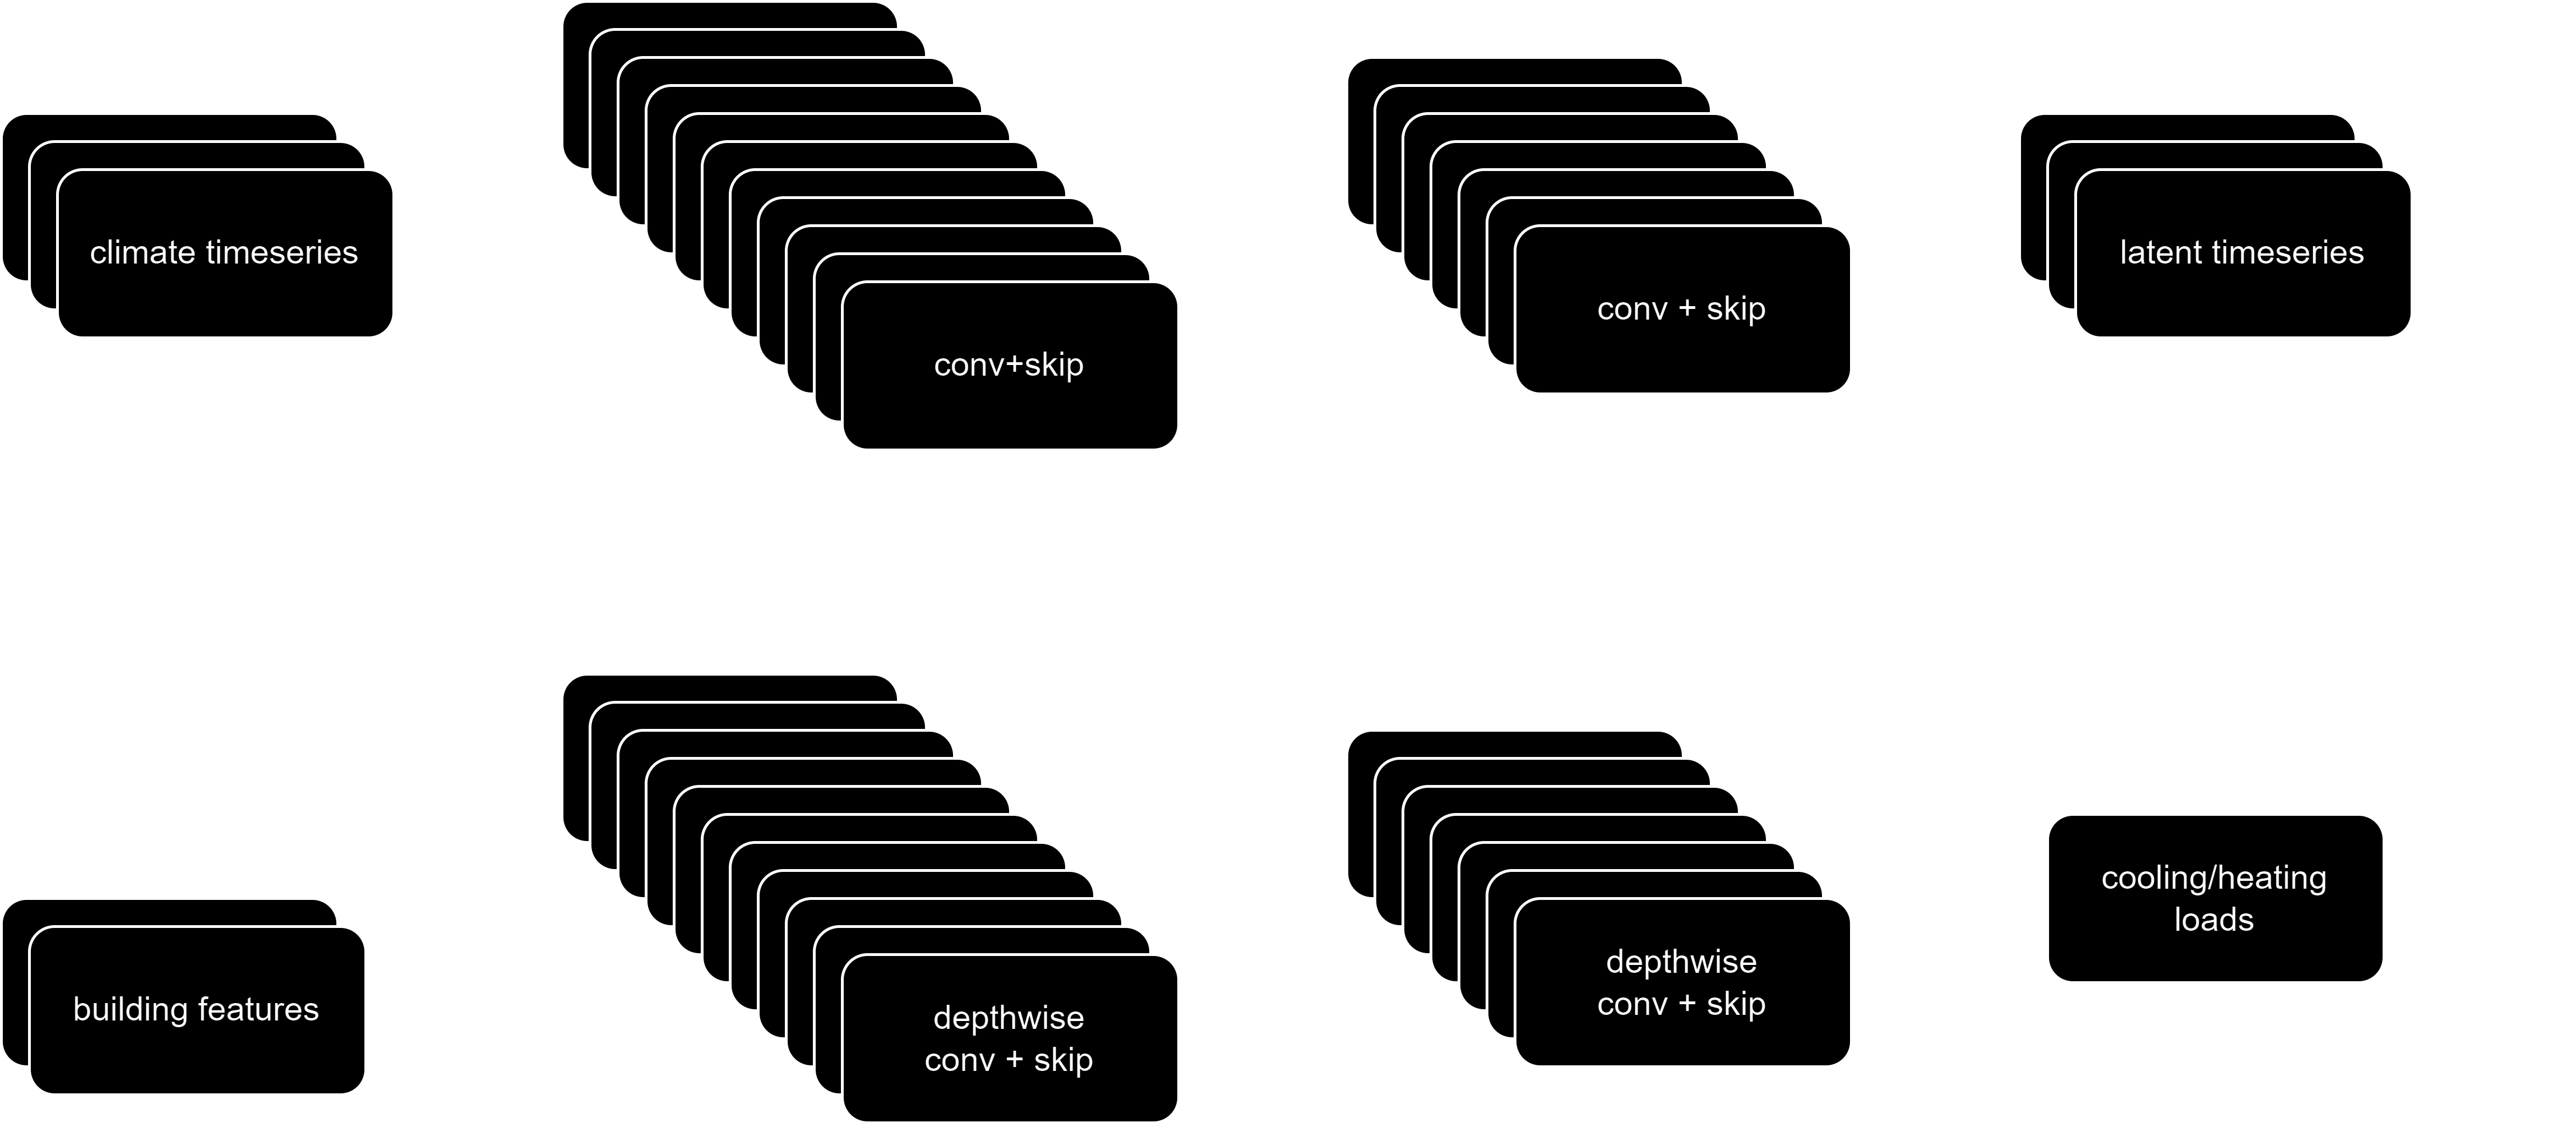 climate timeseries
conv+skip
conv + skip
latent timeseries
building features
depthwise
conv + skip
depthwise
conv + skip
cooling/heating
loads